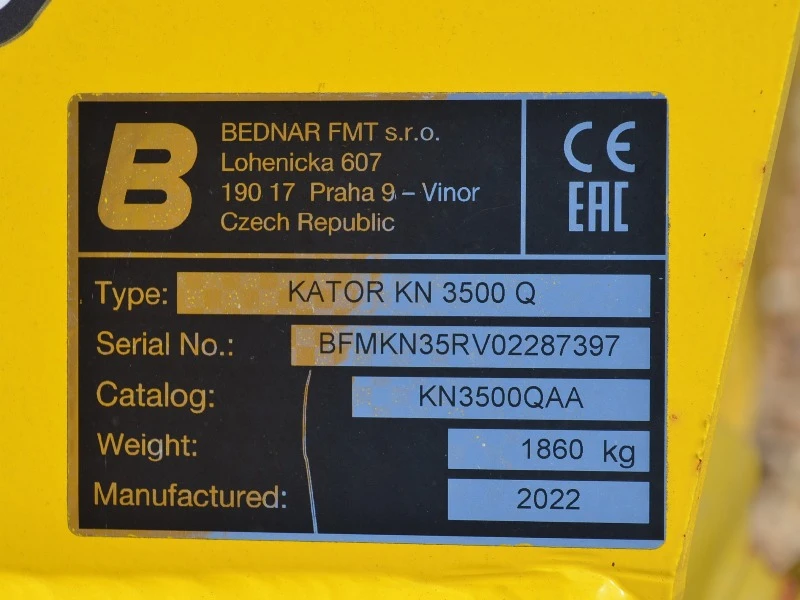 B
BEDNAR FMT s.r.o.
Lohenicka 607
190 17 Praha 9 – Vinor
Czech Republic
CE
EAC
Type: KATOR KN 3500 Q
Serial No.: BFMKN35RV02287397
Catalog: KN3500QAA
Weight: 1860 kg
Manufactured: 2022